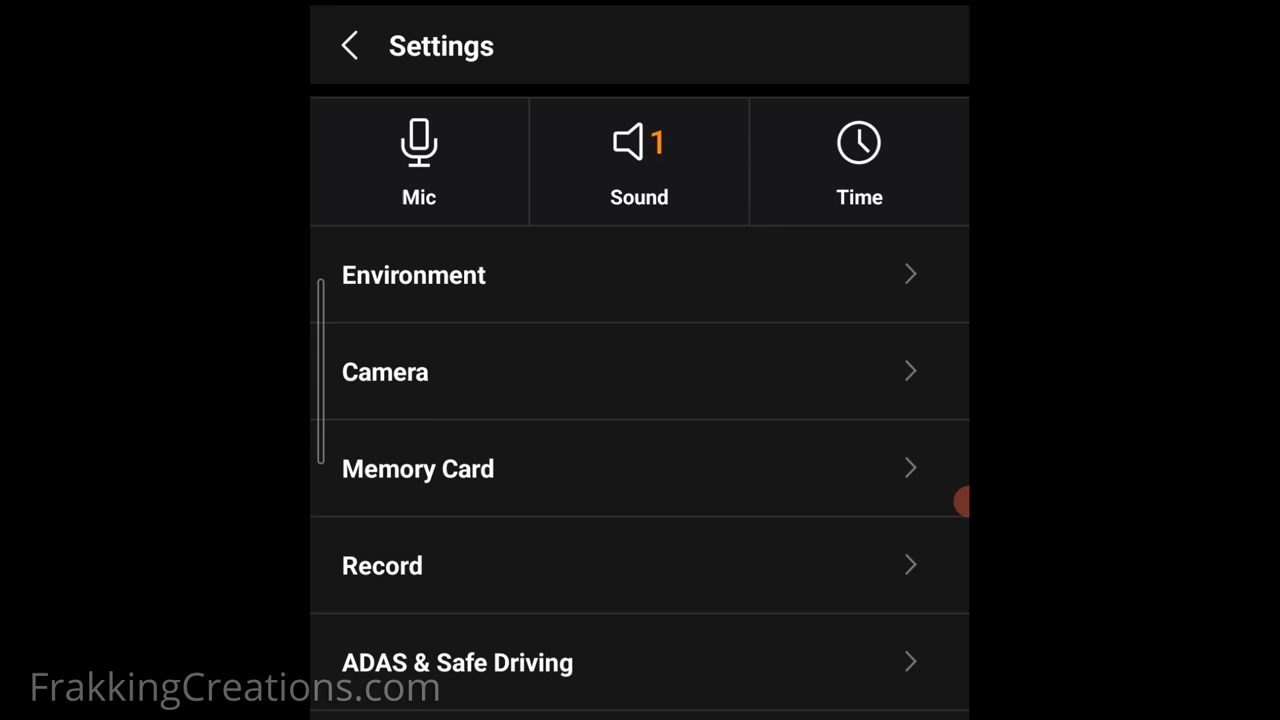 Settings
1
Mic
Sound
Time
Environment
Camera
Memory Card
Record
ADAS & Safe Driving
FrakkingCreations.com